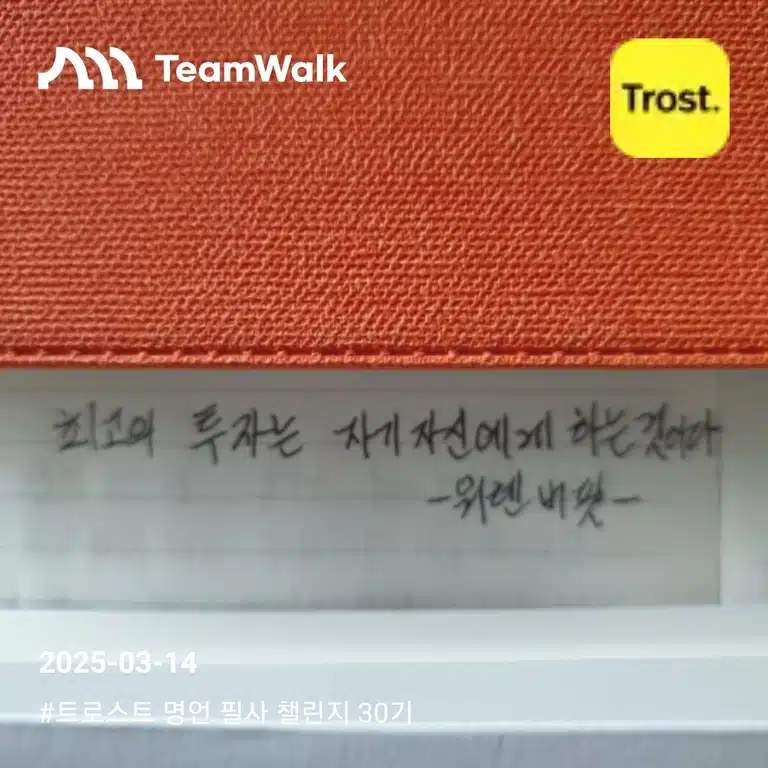 TeamWalk
Trost.
최고의 투자는 자기 자신에게 하는것이다
-워렌 버핏-
2025-03-14
#트로스트 명언 필사 챌린지 30기